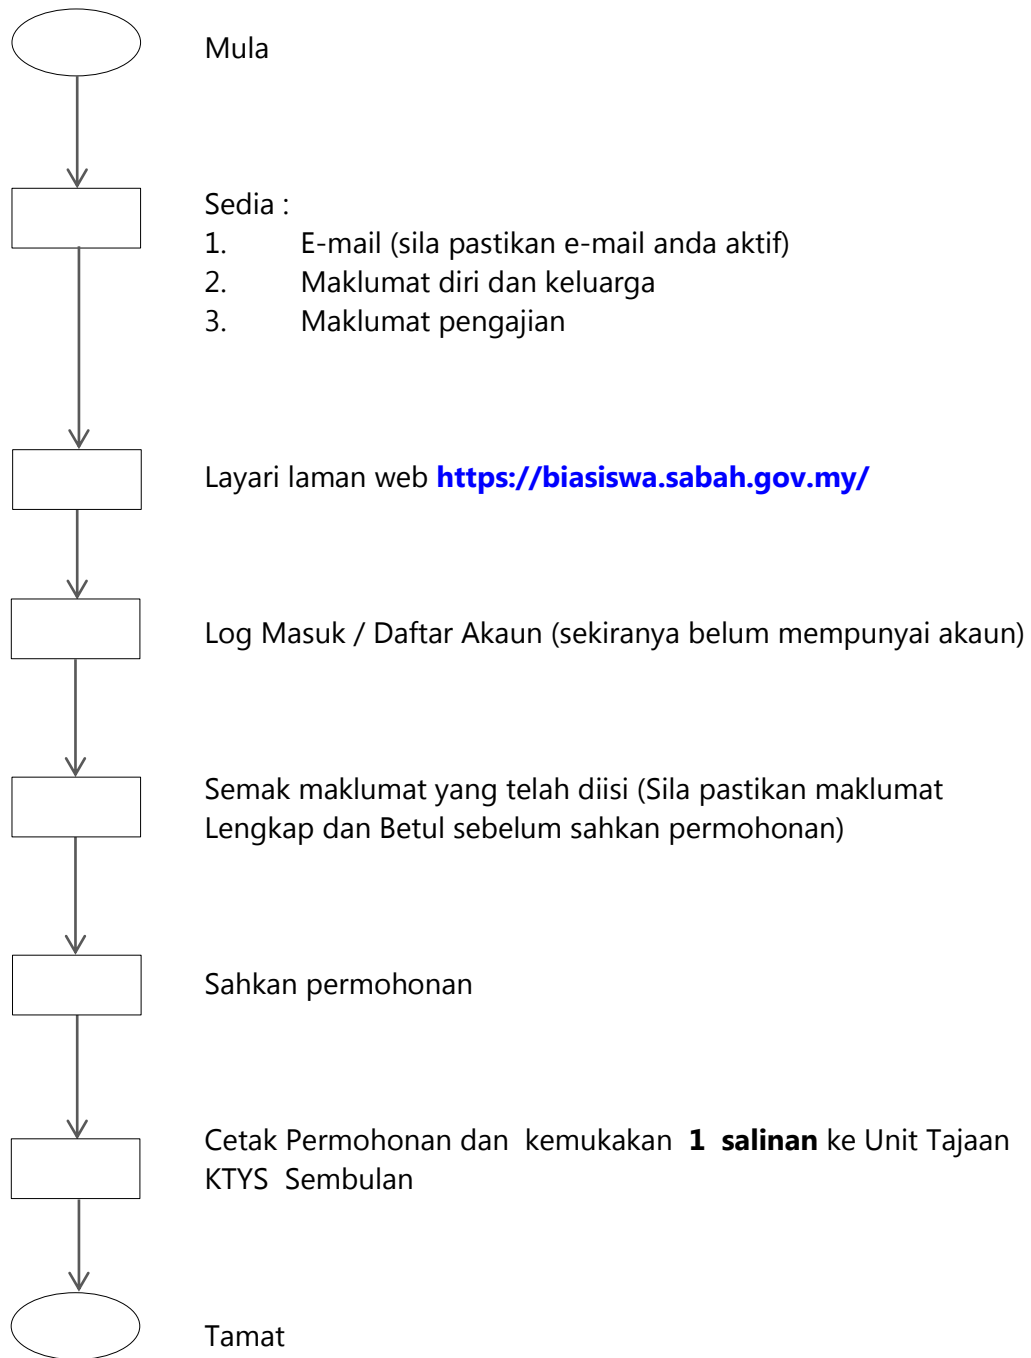 Mula
Sedia :
1. E-mail (sila pastikan e-mail anda aktif)
2. Maklumat diri dan keluarga
3. Maklumat pengajian
Layari laman web https://biasiswa.sabah.gov.my/
Log Masuk / Daftar Akaun (sekiranya belum mempunyai akaun)
Semak maklumat yang telah diisi (Sila pastikan maklumat
Lengkap dan Betul sebelum sahkan permohonan)
Sahkan permohonan
Cetak Permohonan dan kemukakan 1 salinan ke Unit Tajaan
KTYS Sembulan
Tamat